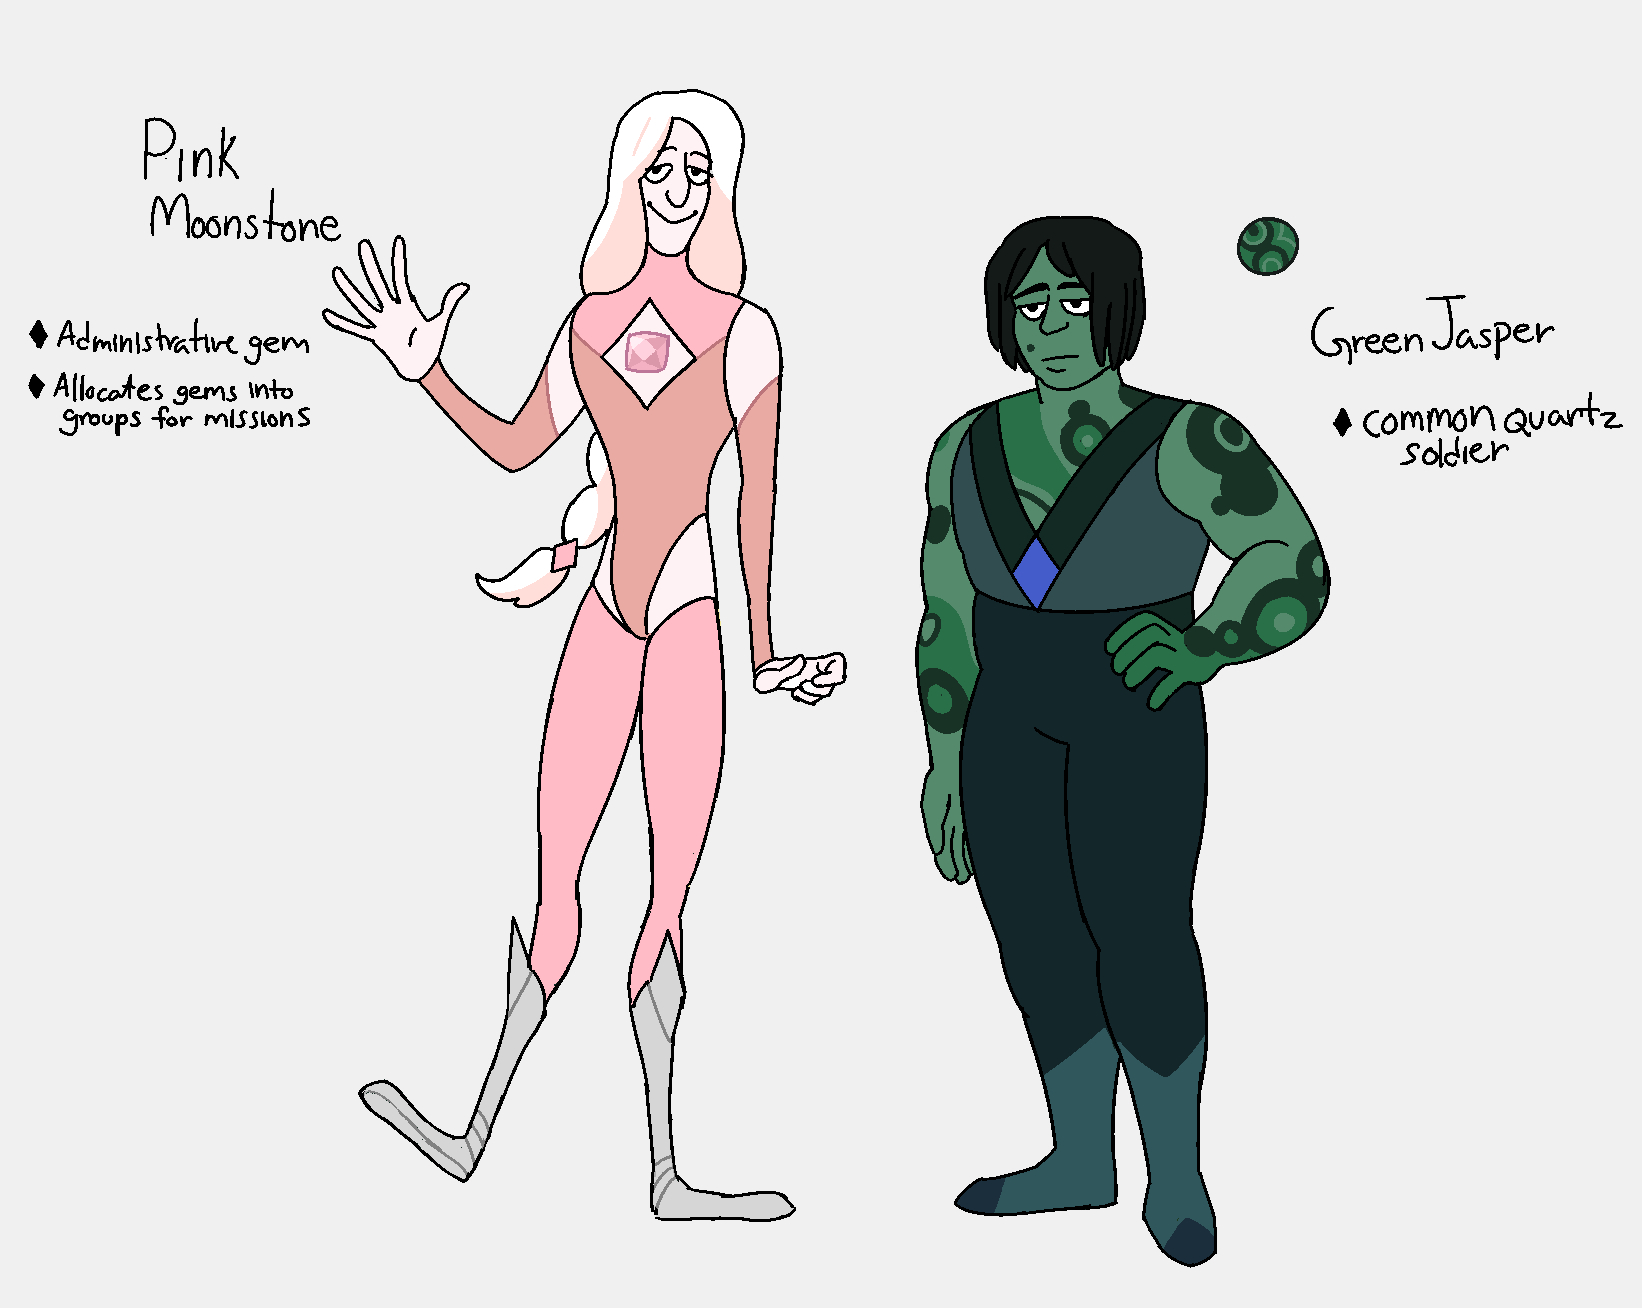 Pink
Moonstone
♦ Administrative gem
♦ Allocates gems into
groups for missions
Green Jasper
♦ common quartz
soldier